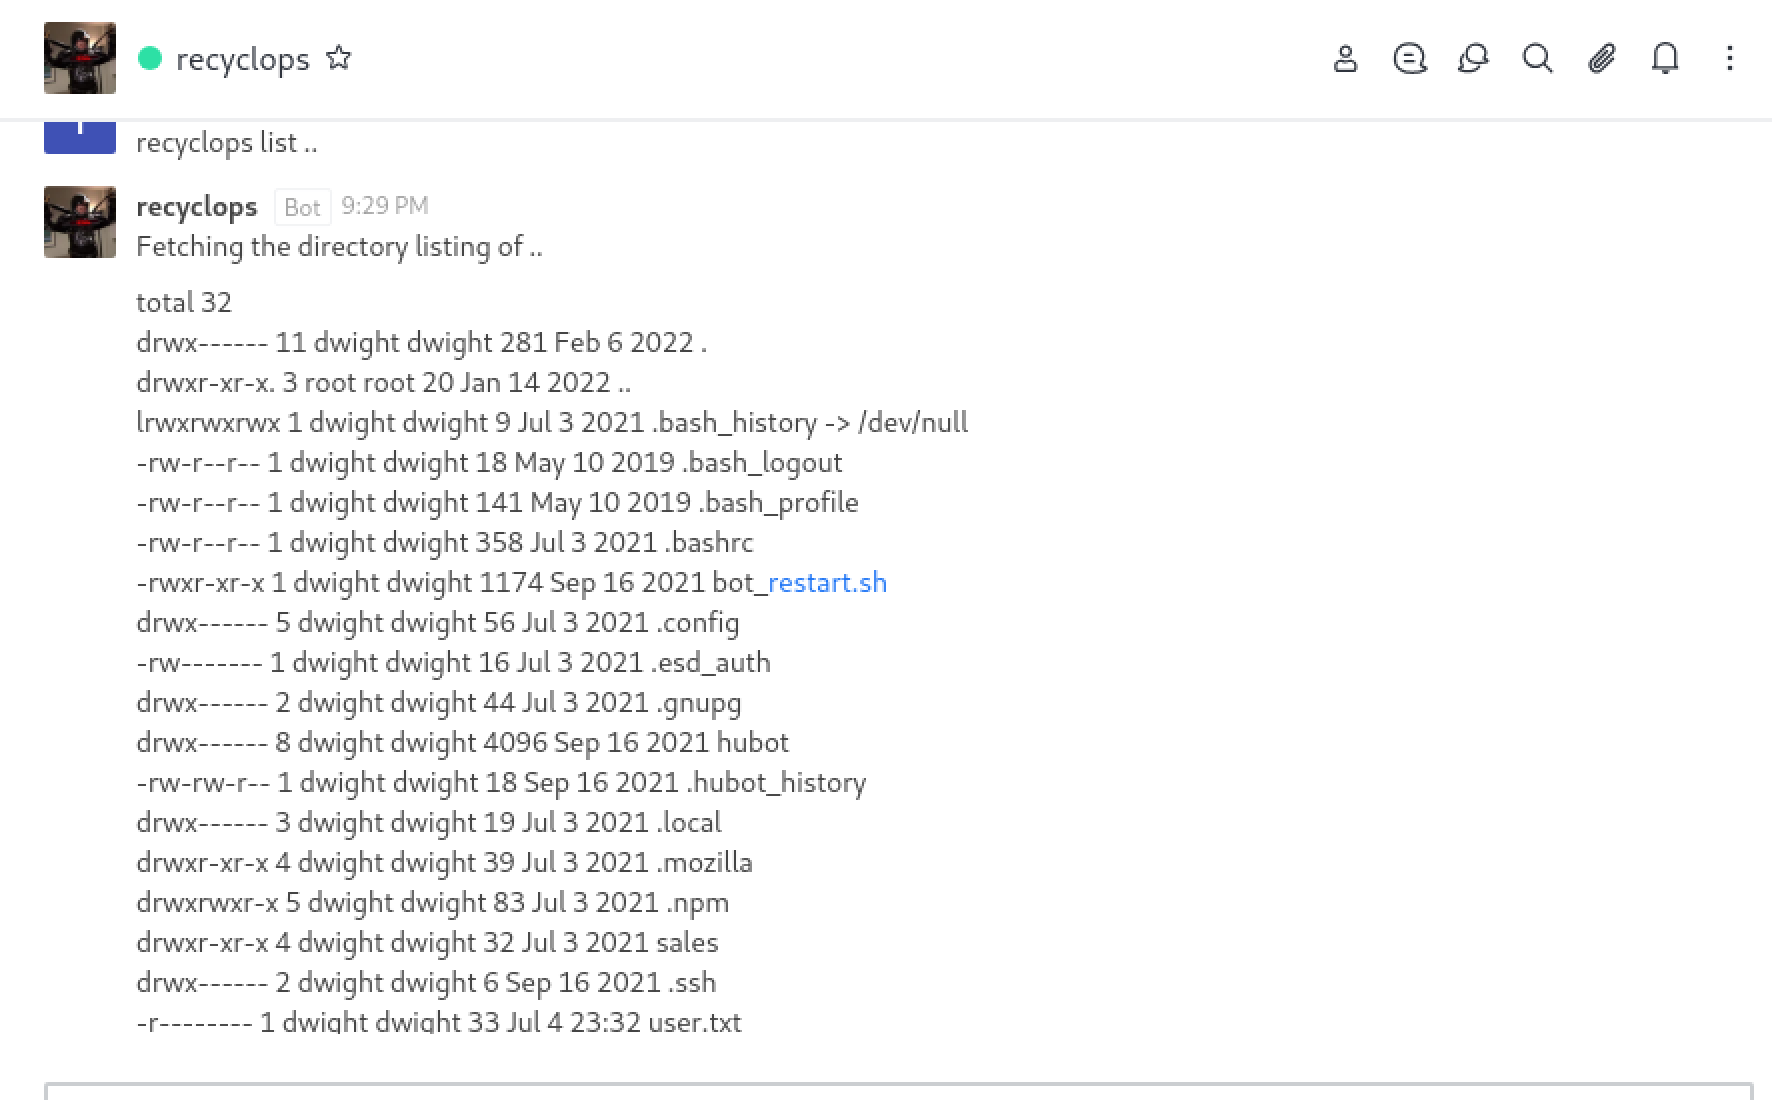 recyclops
recyclops list ..
recyclops Bot 9:29 PM
Fetching the directory listing of ..
total 32
drwx------ 11 dwight dwight 281 Feb 6 2022 .
drwxr-xr-x. 3 root root 20 Jan 14 2022 ..
lrwxrwxrwx 1 dwight dwight 9 Jul 3 2021 .bash_history -> /dev/null
-rw-r--r-- 1 dwight dwight 18 May 10 2019 .bash_logout
-rw-r--r-- 1 dwight dwight 141 May 10 2019 .bash_profile
-rw-r--r-- 1 dwight dwight 358 Jul 3 2021 .bashrc
-rwxr-xr-x 1 dwight dwight 1174 Sep 16 2021 bot_restart.sh
drwx------ 5 dwight dwight 56 Jul 3 2021 .config
-rw------- 1 dwight dwight 16 Jul 3 2021 .esd_auth
drwx------ 2 dwight dwight 44 Jul 3 2021 .gnupg
drwx------ 8 dwight dwight 4096 Sep 16 2021 hubot
-rw-rw-r-- 1 dwight dwight 18 Sep 16 2021 .hubot_history
drwx------ 3 dwight dwight 19 Jul 3 2021 .local
drwxr-xr-x 4 dwight dwight 39 Jul 3 2021 .mozilla
drwxrwxr-x 5 dwight dwight 83 Jul 3 2021 .npm
drwxr-xr-x 4 dwight dwight 32 Jul 3 2021 sales
drwx------ 2 dwight dwight 6 Sep 16 2021 .ssh
-r-------- 1 dwight dwight 33 Jul 4 23:32 user.txt